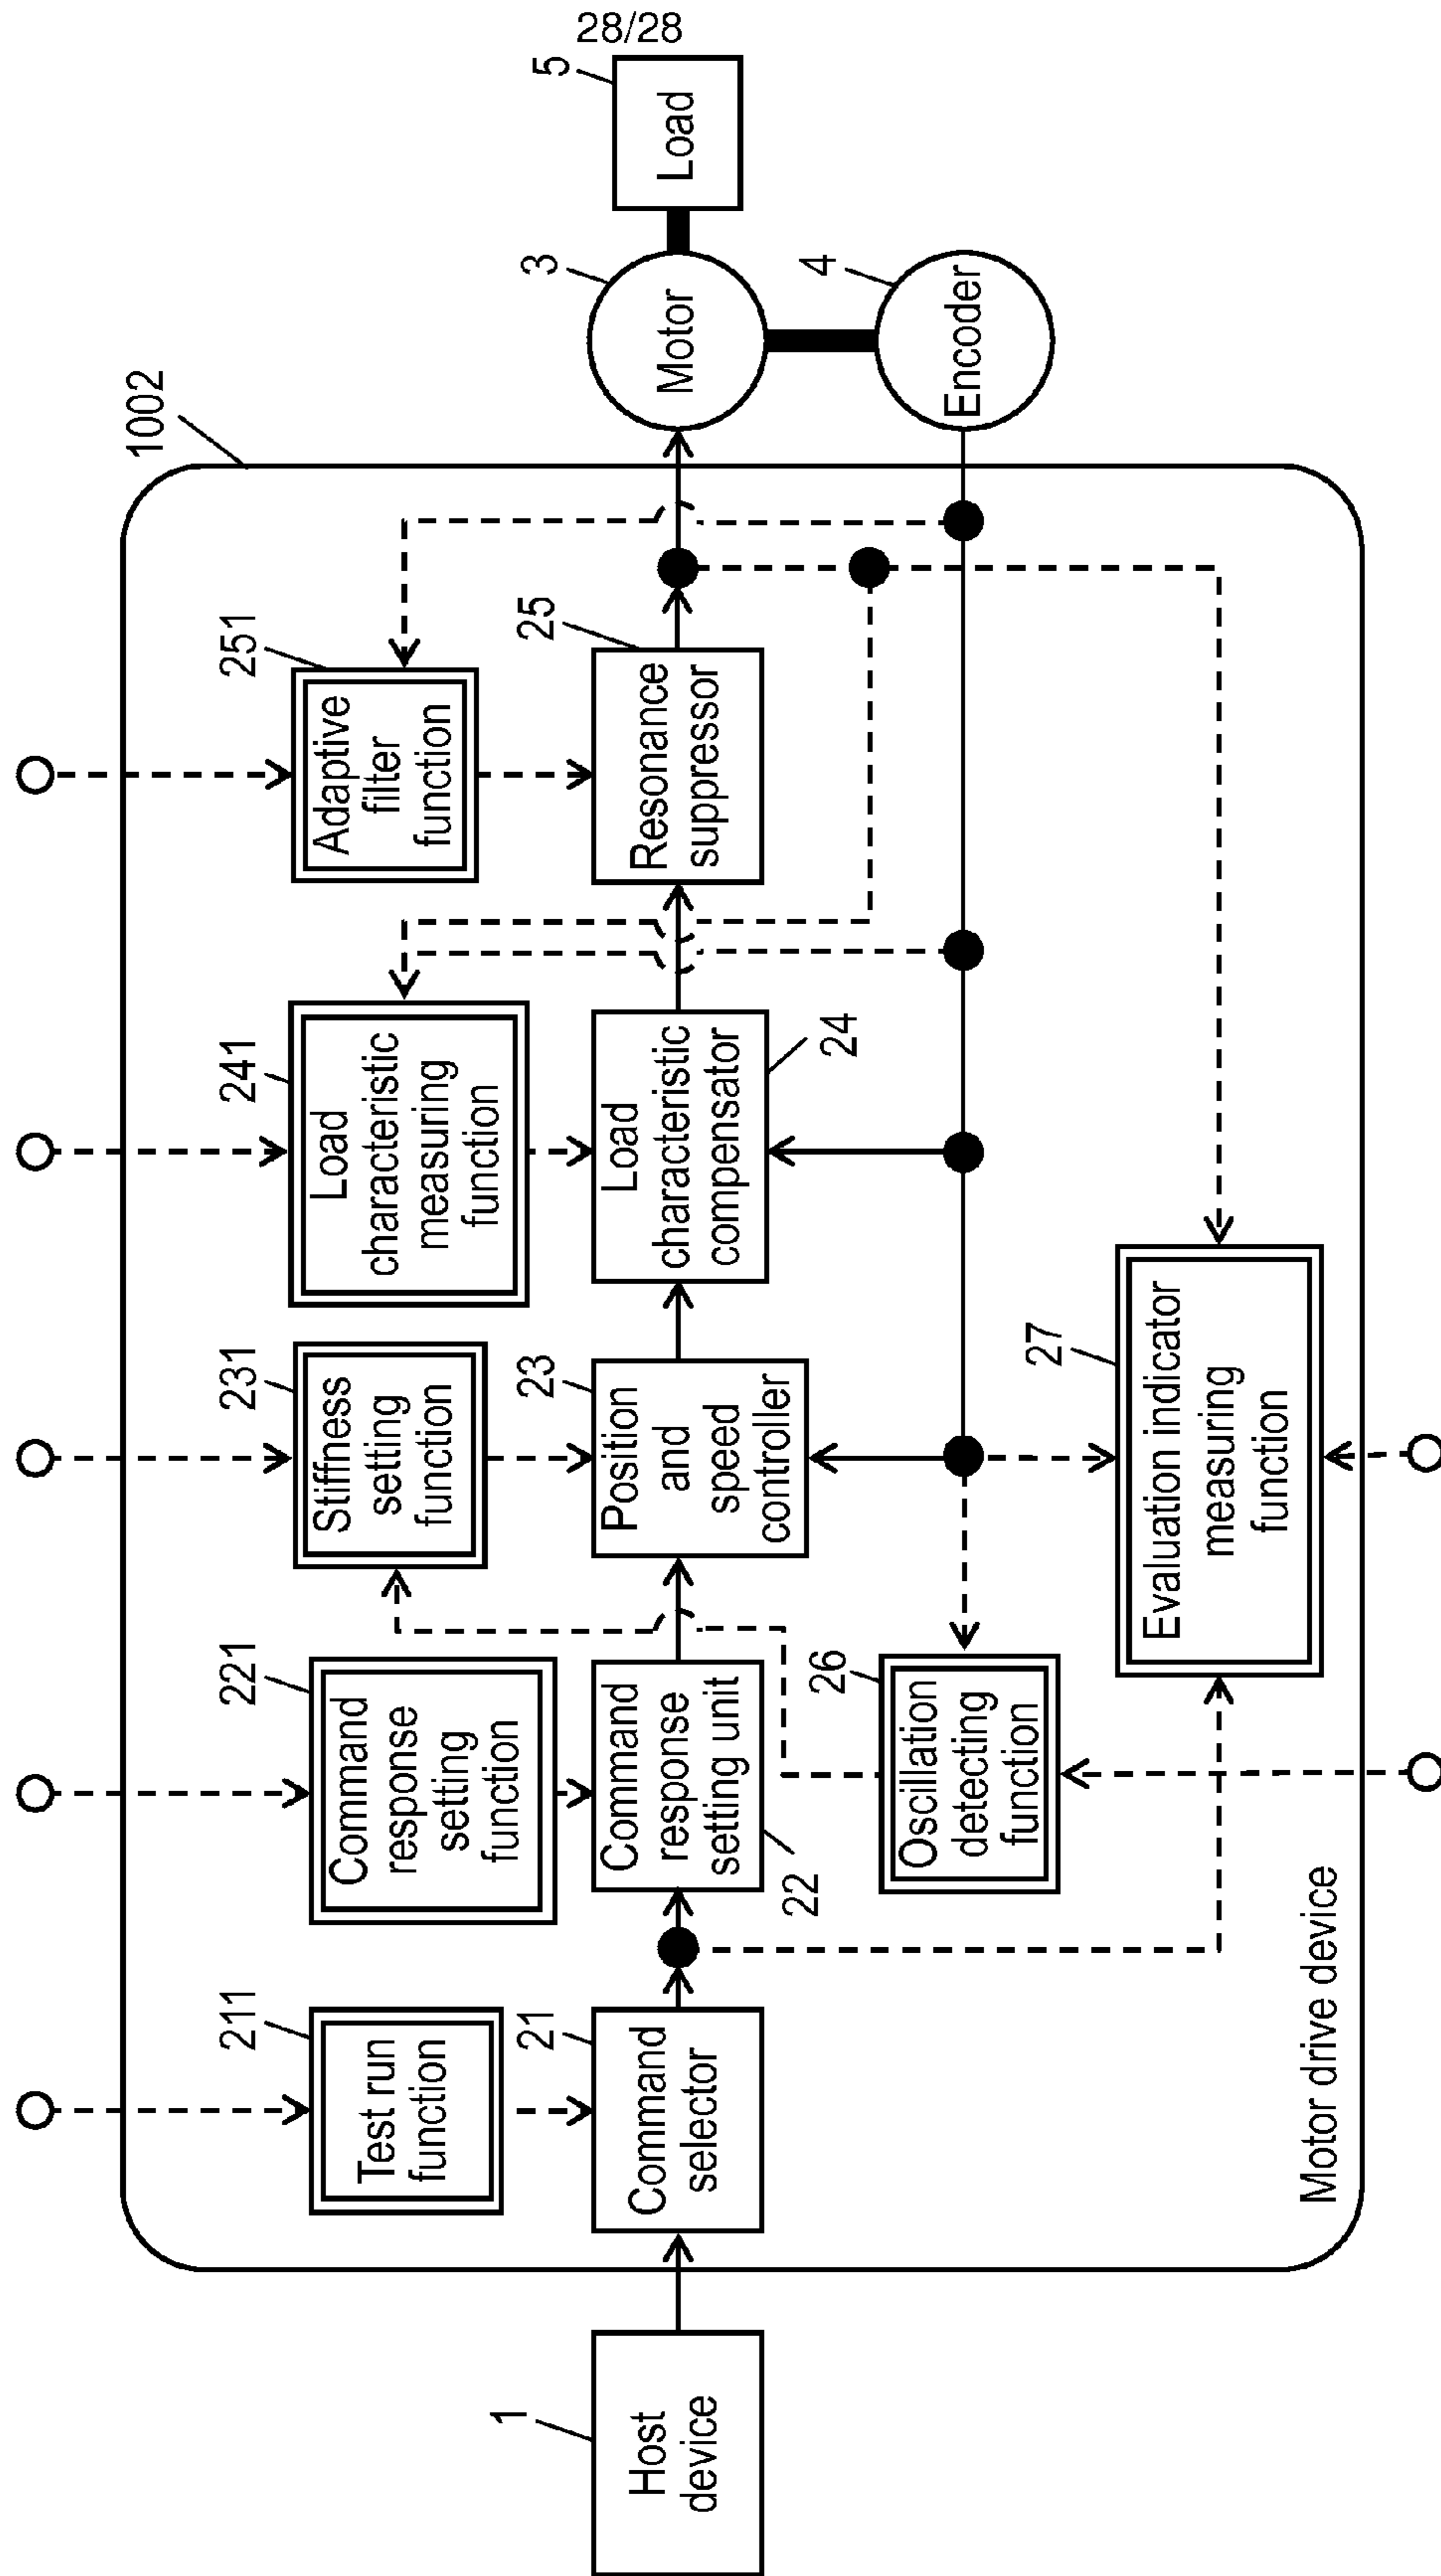 28/28
1002
211
Test run
function
221
Command
response
setting
function
231
Stiffness
setting
function
241
Load
characteristic
measuring
function
251
Adaptive
filter
function
1
Host
device
21
Command
selector
Command
response
setting unit
22
23
Position
and
speed
controller
Load
characteristic
compensator
24
25
Resonance
suppressor
3
Motor
5
Load
4
Encoder
26
Oscillation
detecting
function
27
Evaluation indicator
measuring
function
Motor drive device